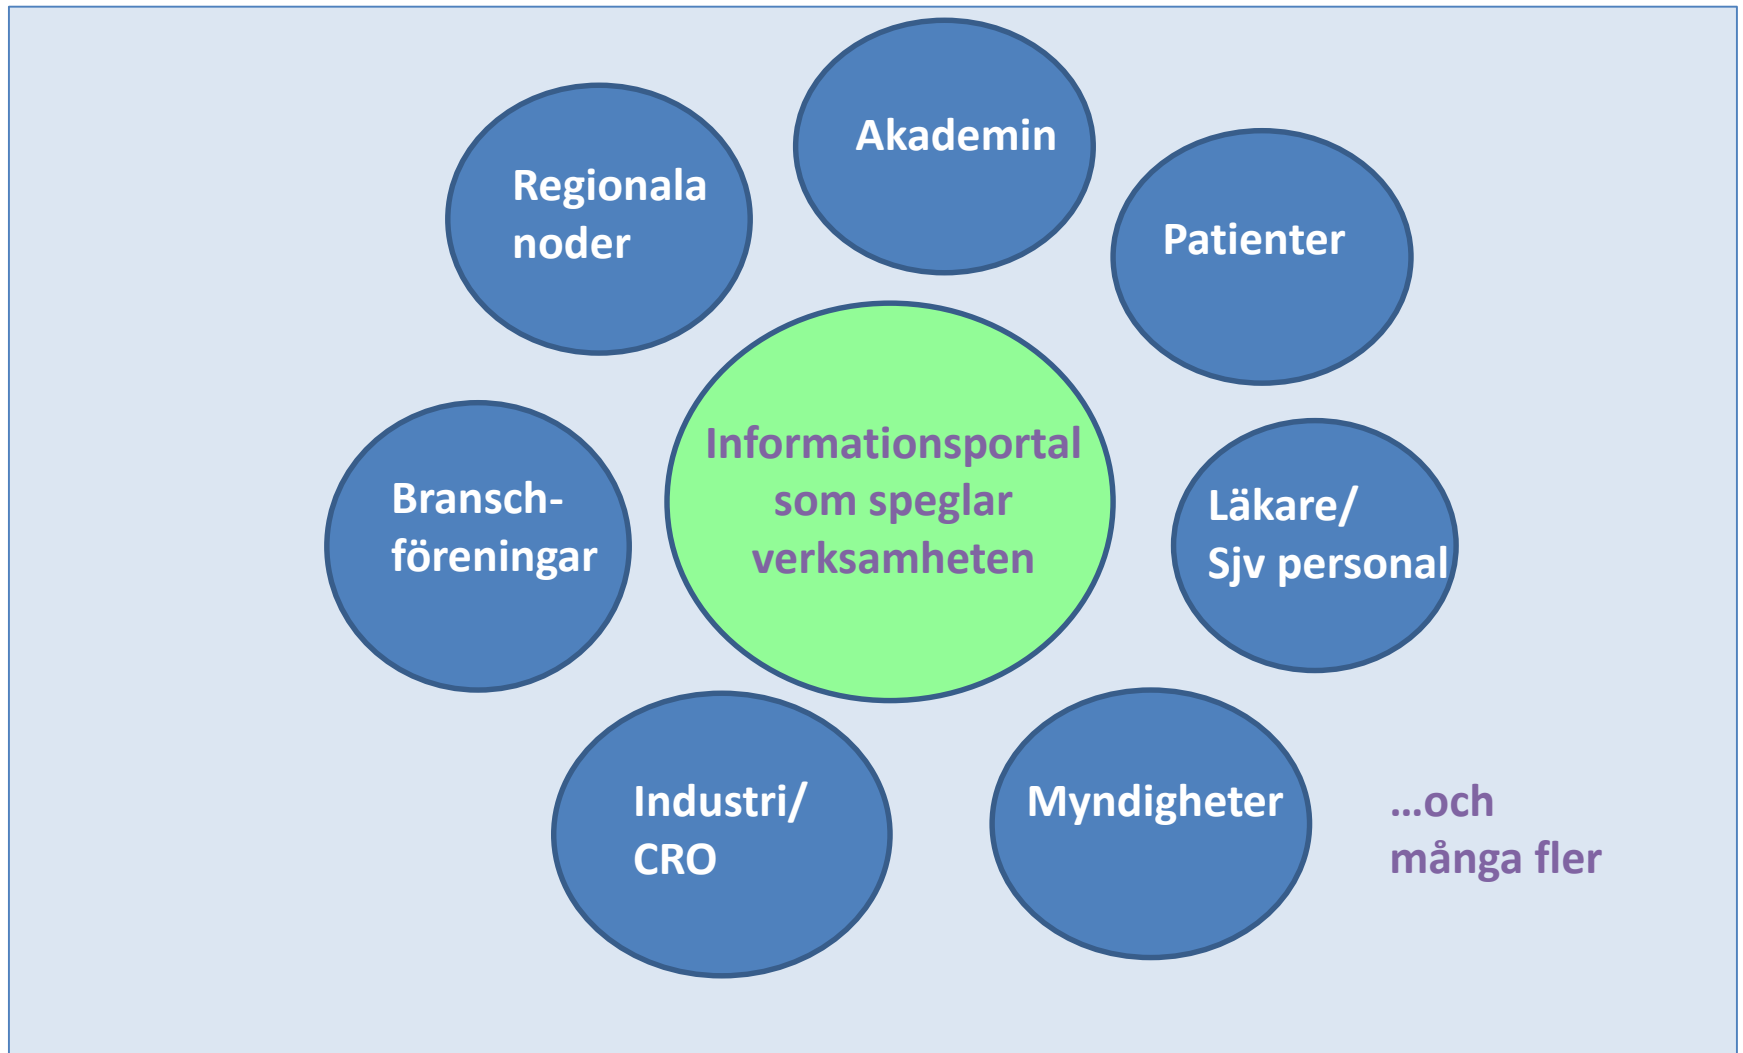 Akademin
Regionala
noder
Patienter
Informationsportal
som speglar
verksamheten
Bransch-
föreningar
Läkare/
Sjv personal
Industri/
CRO
Myndigheter
...och
många fler